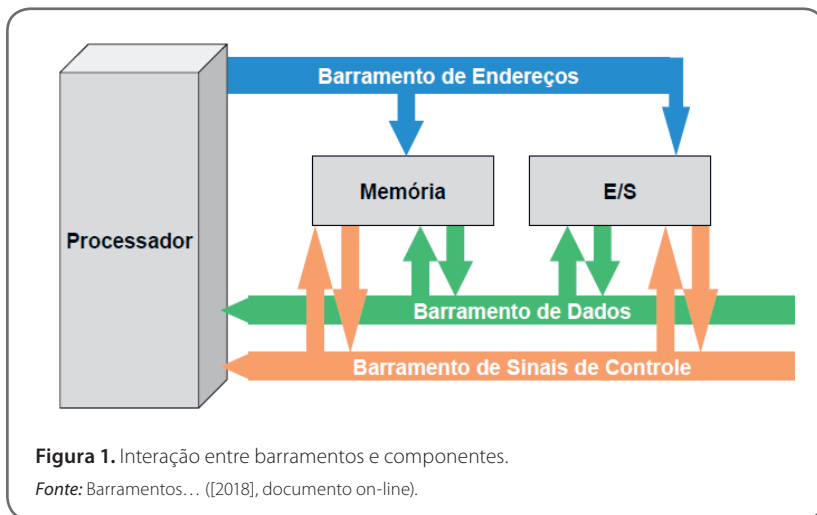 Barramento de Endereços
Memória
E/S
Processador
Barramento de Dados
Barramento de Sinais de Controle
Figura 1. Interação entre barramentos e componentes.
Fonte: Barramentos… ([2018], documento on-line).